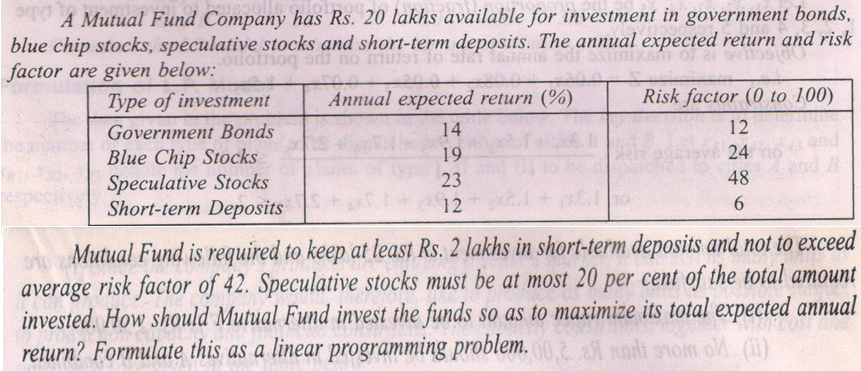 A Mutual Fund Company has Rs. 20 lakhs available for investment in government bonds,
blue chip stocks, speculative stocks and short-term deposits. The annual expected return and risk
factor are given below:
Type of investment Annual expected return (%) Risk factor (0 to 100)
Government Bonds 14 12
Blue Chip Stocks 19 24
Speculative Stocks 23 48
Short-term Deposits 12 6
Mutual Fund is required to keep at least Rs. 2 lakhs in short-term deposits and not to exceed
average risk factor of 42. Speculative stocks must be at most 20 per cent of the total amount
invested. How should Mutual Fund invest the funds so as to maximize its total expected annual
return? Formulate this as a linear programming problem.